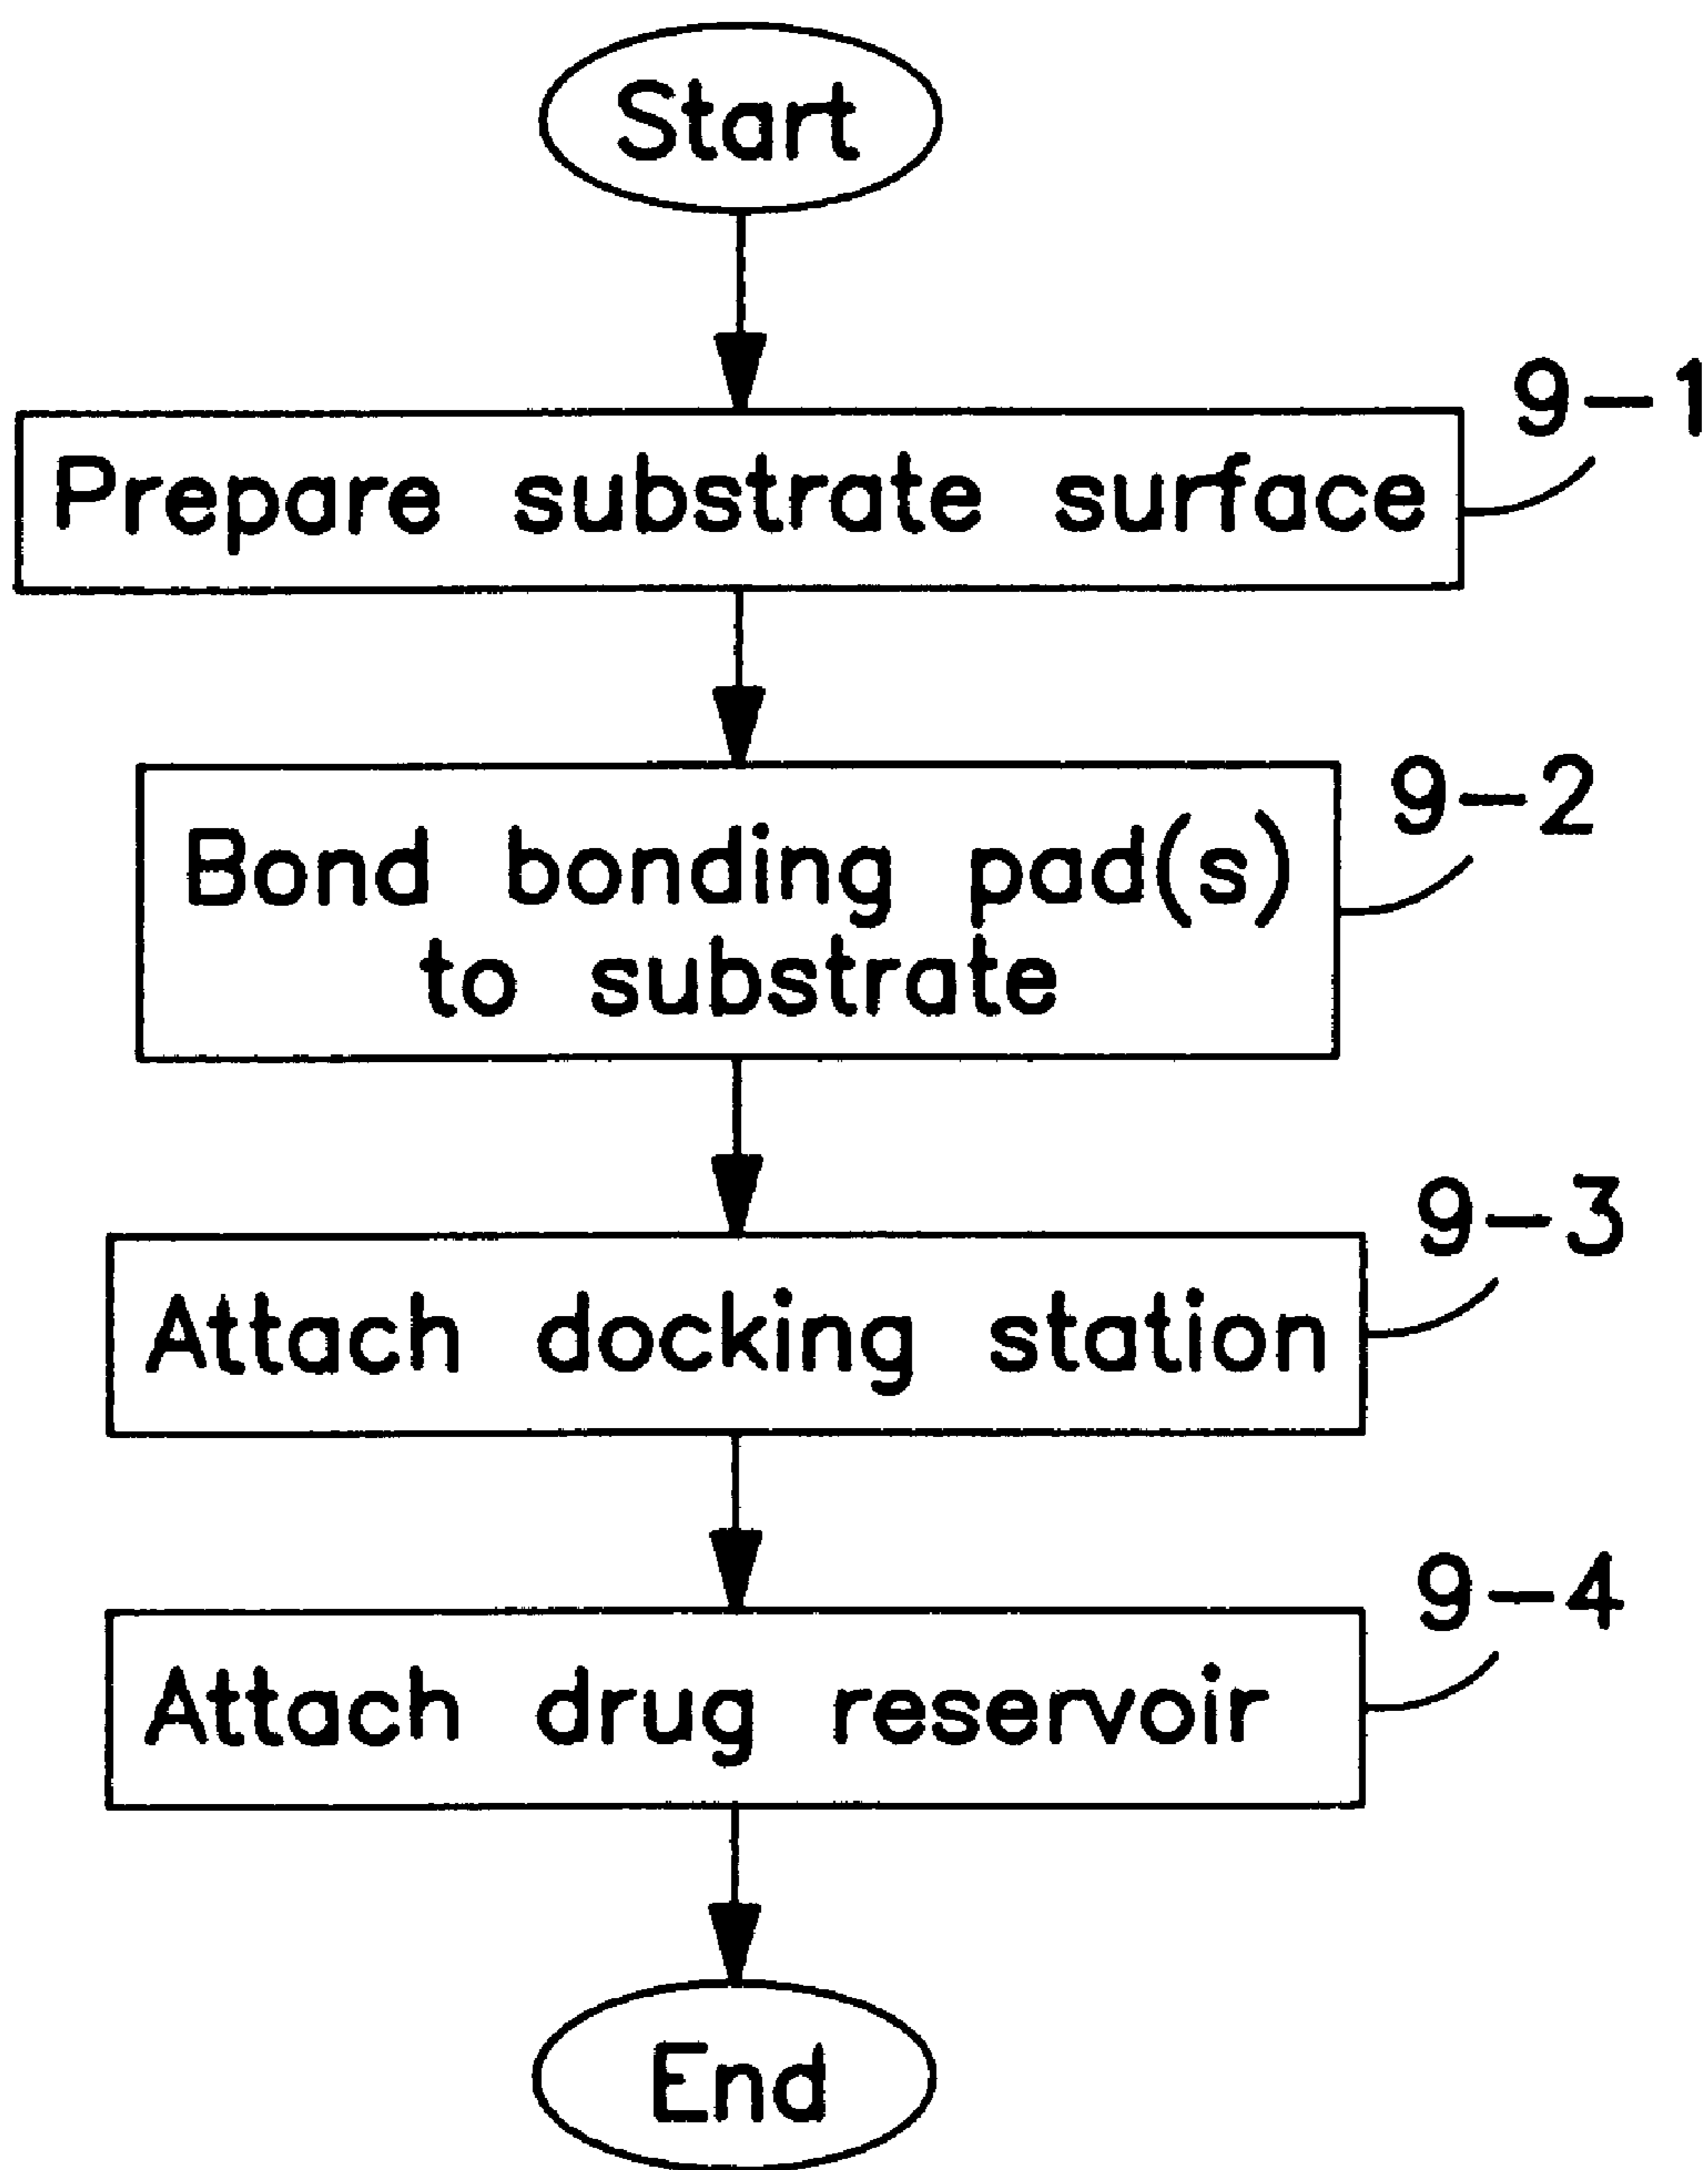 Start
9-1
Prepare substrate surface
9-2
Bond bonding pad(s)
to substrate
9-3
Attach docking station
9-4
Attach drug reservoir
End